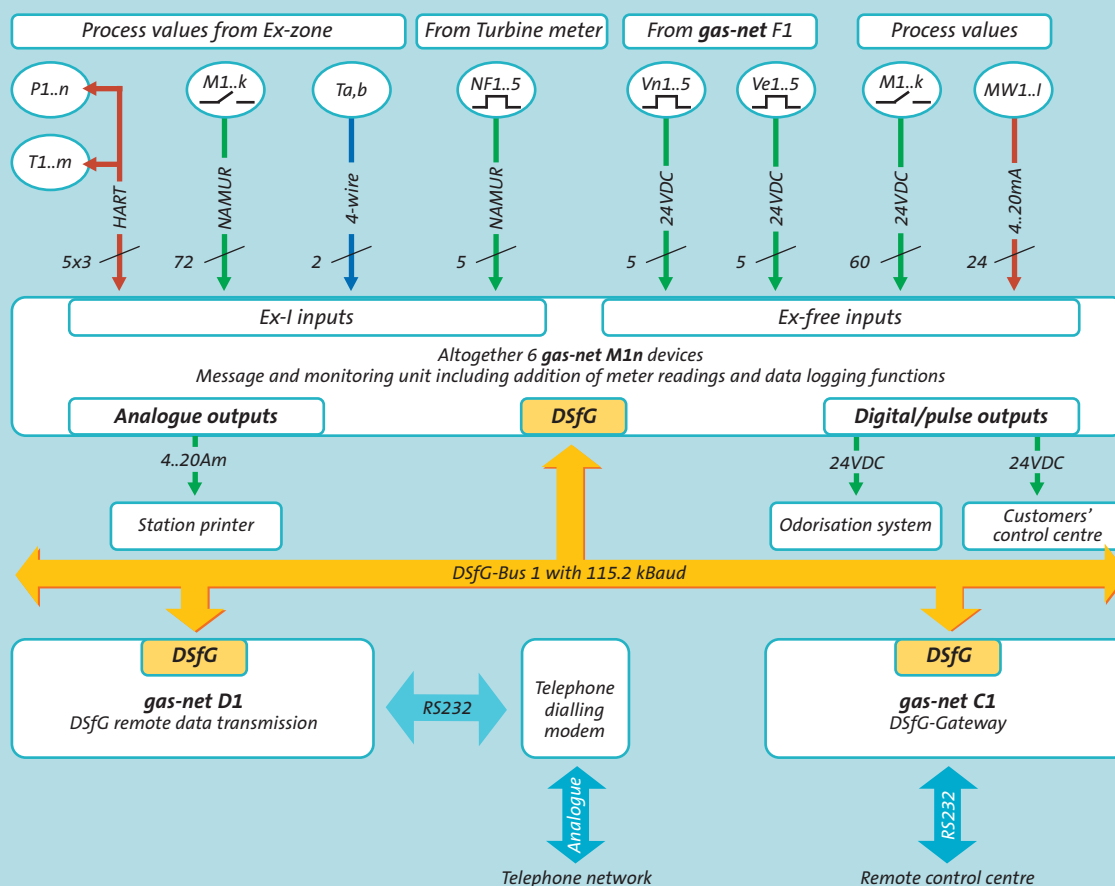 Process values from Ex-zone
From Turbine meter
From gas-net F1
Process values
P1..n
M1..k
Ta,b
NF1..5
Vn1..5
Ve1..5
M1..k
MW1..I
T1..m
HART
NAMUR
4-wire
NAMUR
24VDC
24VDC
24VDC
4..20mA
5x3
72
2
5
5
5
60
24
Ex-I inputs
Ex-free inputs
Altogether 6 gas-net M1n devices
Message and monitoring unit including addition of meter readings and data logging functions
Analogue outputs
DSfG
Digital/pulse outputs
4..20Am
24VDC
24VDC
Station printer
Odorisation system
Customers'
control centre
DSfG-Bus 1 with 115.2 kBaud
DSfG
gas-net D1
DSfG remote data transmission
RS232
Telephone
dialling
modem
DSfG
gas-net C1
DSfG-Gateway
Analogue
RS232
Telephone network
Remote control centre